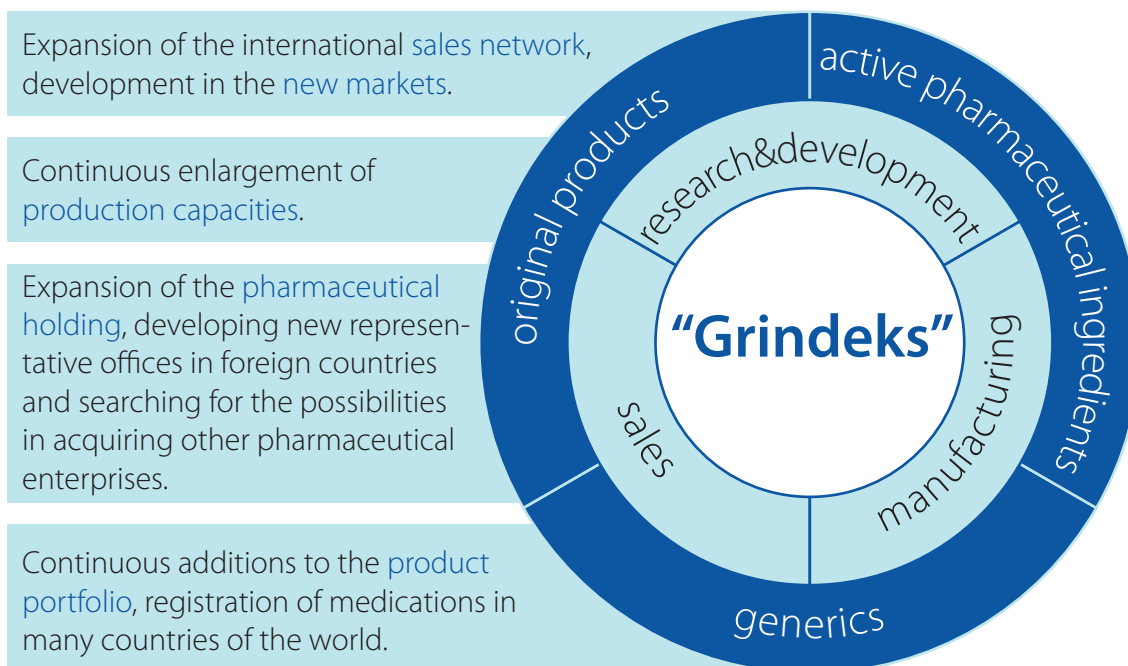 Expansion of the international sales network,
development in the new markets.
Continuous enlargement of
production capacities.
Expansion of the pharmaceutical
holding, developing new represen-
tative offices in foreign countries
and searching for the possibilities
in acquiring other pharmaceutical
enterprises.
Continuous additions to the product
portfolio, registration of medications in
many countries of the world.
original products
active pharmaceutical ingredients
generics
research&development
manufacturing
sales
“Grindeks”